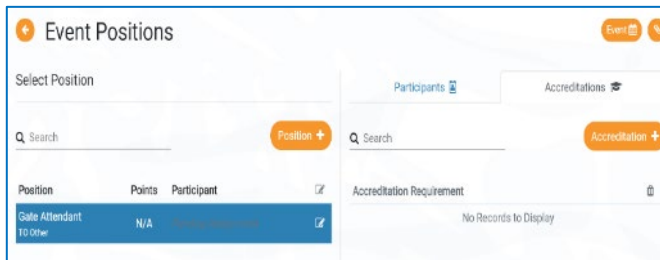 Event Positions
Event
Select Position
Participants
Accreditations
Search
Position +
Search
Accreditation +
Position Points Participant
Accreditation Requirement
Gate Attendant
TO Other
N/A
No Records to Display